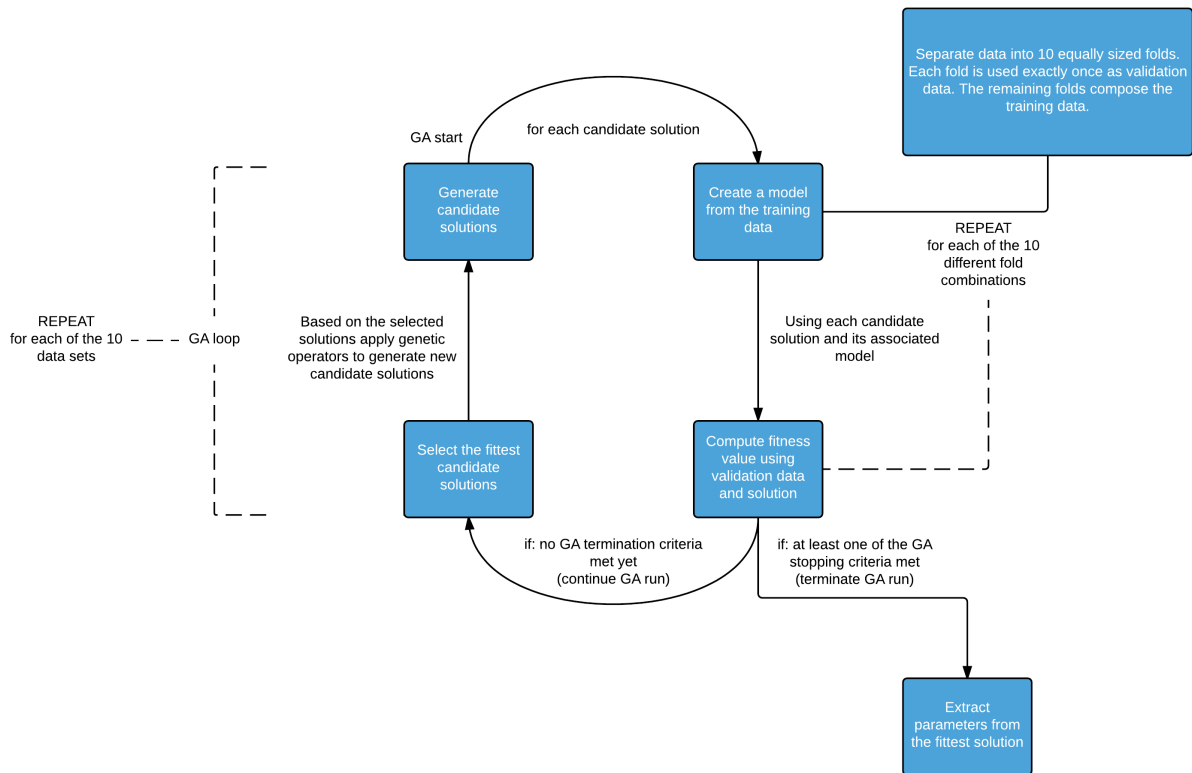 Separate data into 10 equally sized folds.
Each fold is used exactly once as validation
data. The remaining folds compose the
training data.
GA start
for each candidate solution
Generate
candidate
solutions
Create a model
from the training
data
REPEAT
for each of the 10
different fold
combinations
REPEAT
for each of the 10
data sets
GA loop
Based on the selected
solutions apply genetic
operators to generate new
candidate solutions
Using each candidate
solution and its associated
model
Select the fittest
candidate
solutions
Compute fitness
value using
validation data
and solution
if: no GA termination criteria
met yet
(continue GA run)
if: at least one of the GA
stopping criteria met
(terminate GA run)
Extract
parameters from
the fittest solution